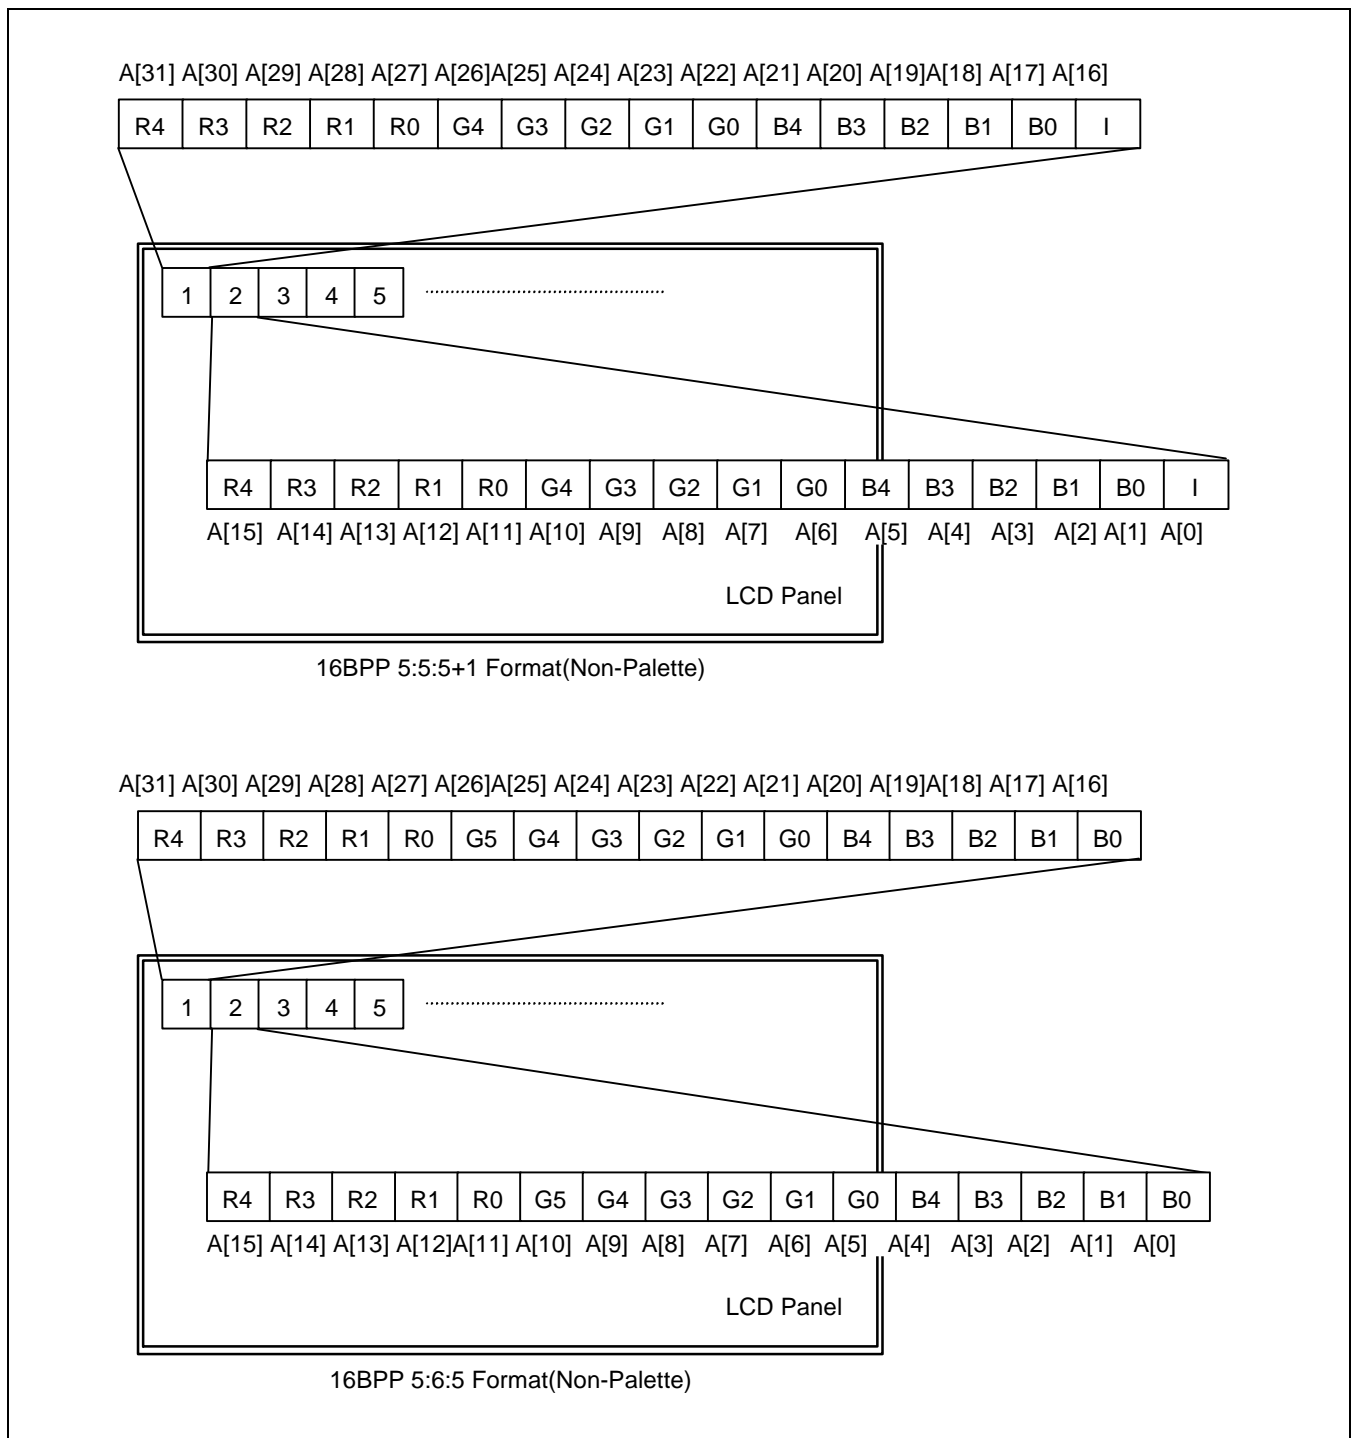 A[31] A[30] A[29] A[28] A[27] A[26]A[25] A[24] A[23] A[22] A[21] A[20] A[19]A[18] A[17] A[16]
R4 R3 R2 R1 R0 G4 G3 G2 G1 G0 B4 B3 B2 B1 B0 I
1 2 3 4 5
R4 R3 R2 R1 R0 G4 G3 G2 G1 G0 B4 B3 B2 B1 B0 I
A[15] A[14] A[13] A[12] A[11] A[10] A[9] A[8] A[7] A[6] A[5] A[4] A[3] A[2] A[1] A[0]
LCD Panel
16BPP 5:5:5+1 Format(Non-Palette)
A[31] A[30] A[29] A[28] A[27] A[26]A[25] A[24] A[23] A[22] A[21] A[20] A[19]A[18] A[17] A[16]
R4 R3 R2 R1 R0 G5 G4 G3 G2 G1 G0 B4 B3 B2 B1 B0
1 2 3 4 5
R4 R3 R2 R1 R0 G5 G4 G3 G2 G1 G0 B4 B3 B2 B1 B0
A[15] A[14] A[13] A[12]A[11] A[10] A[9] A[8] A[7] A[6] A[5] A[4] A[3] A[2] A[1] A[0]
LCD Panel
16BPP 5:6:5 Format(Non-Palette)